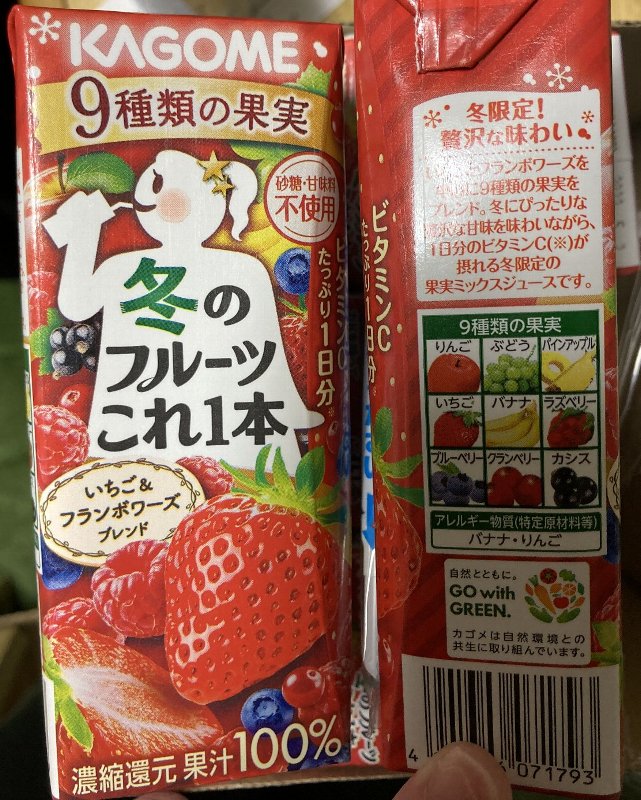 KAGOME
9種類の果実
砂糖・甘味料
不使用
冬の
フルーツ
これ1本
ビタミンC
たっぷり1日分※
いちご&
フランボワーズ
ブレンド
濃縮還元 果汁100%
ビタミンC
たっぷり1日分※
冬限定!
贅沢な味わい
フランボワーズを
9種類の果実を
ブレンド。冬にぴったりな
贅沢な甘味を味わいながら、
1日分のビタミンC(※)が
摂れる冬限定の
果実ミックスジュースです。
9種類の果実
りんご ぶどう パインアップル
いちご バナナ ラズベリー
ブルーベリー クランベリー カシス
アレルギー物質(特定原材料等)
バナナ・りんご
自然とともに。
GO with
GREEN.
カゴメは自然環境との
共生に取り組んでいます。
4
071793